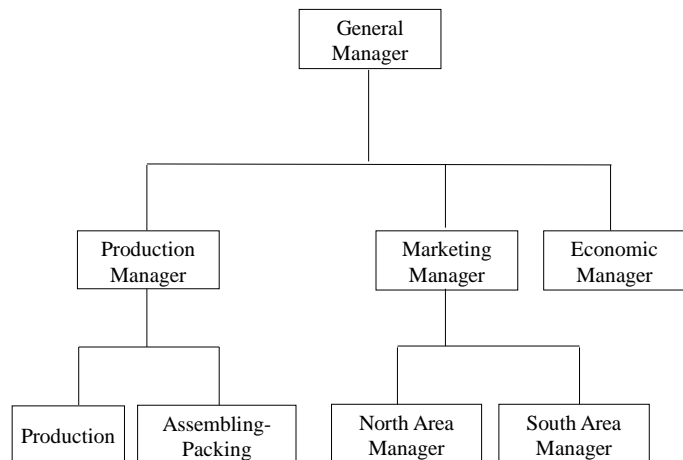 General
Manager
Production
Manager
Marketing
Manager
Economic
Manager
Production
Assembling-
Packing
North Area
Manager
South Area
Manager